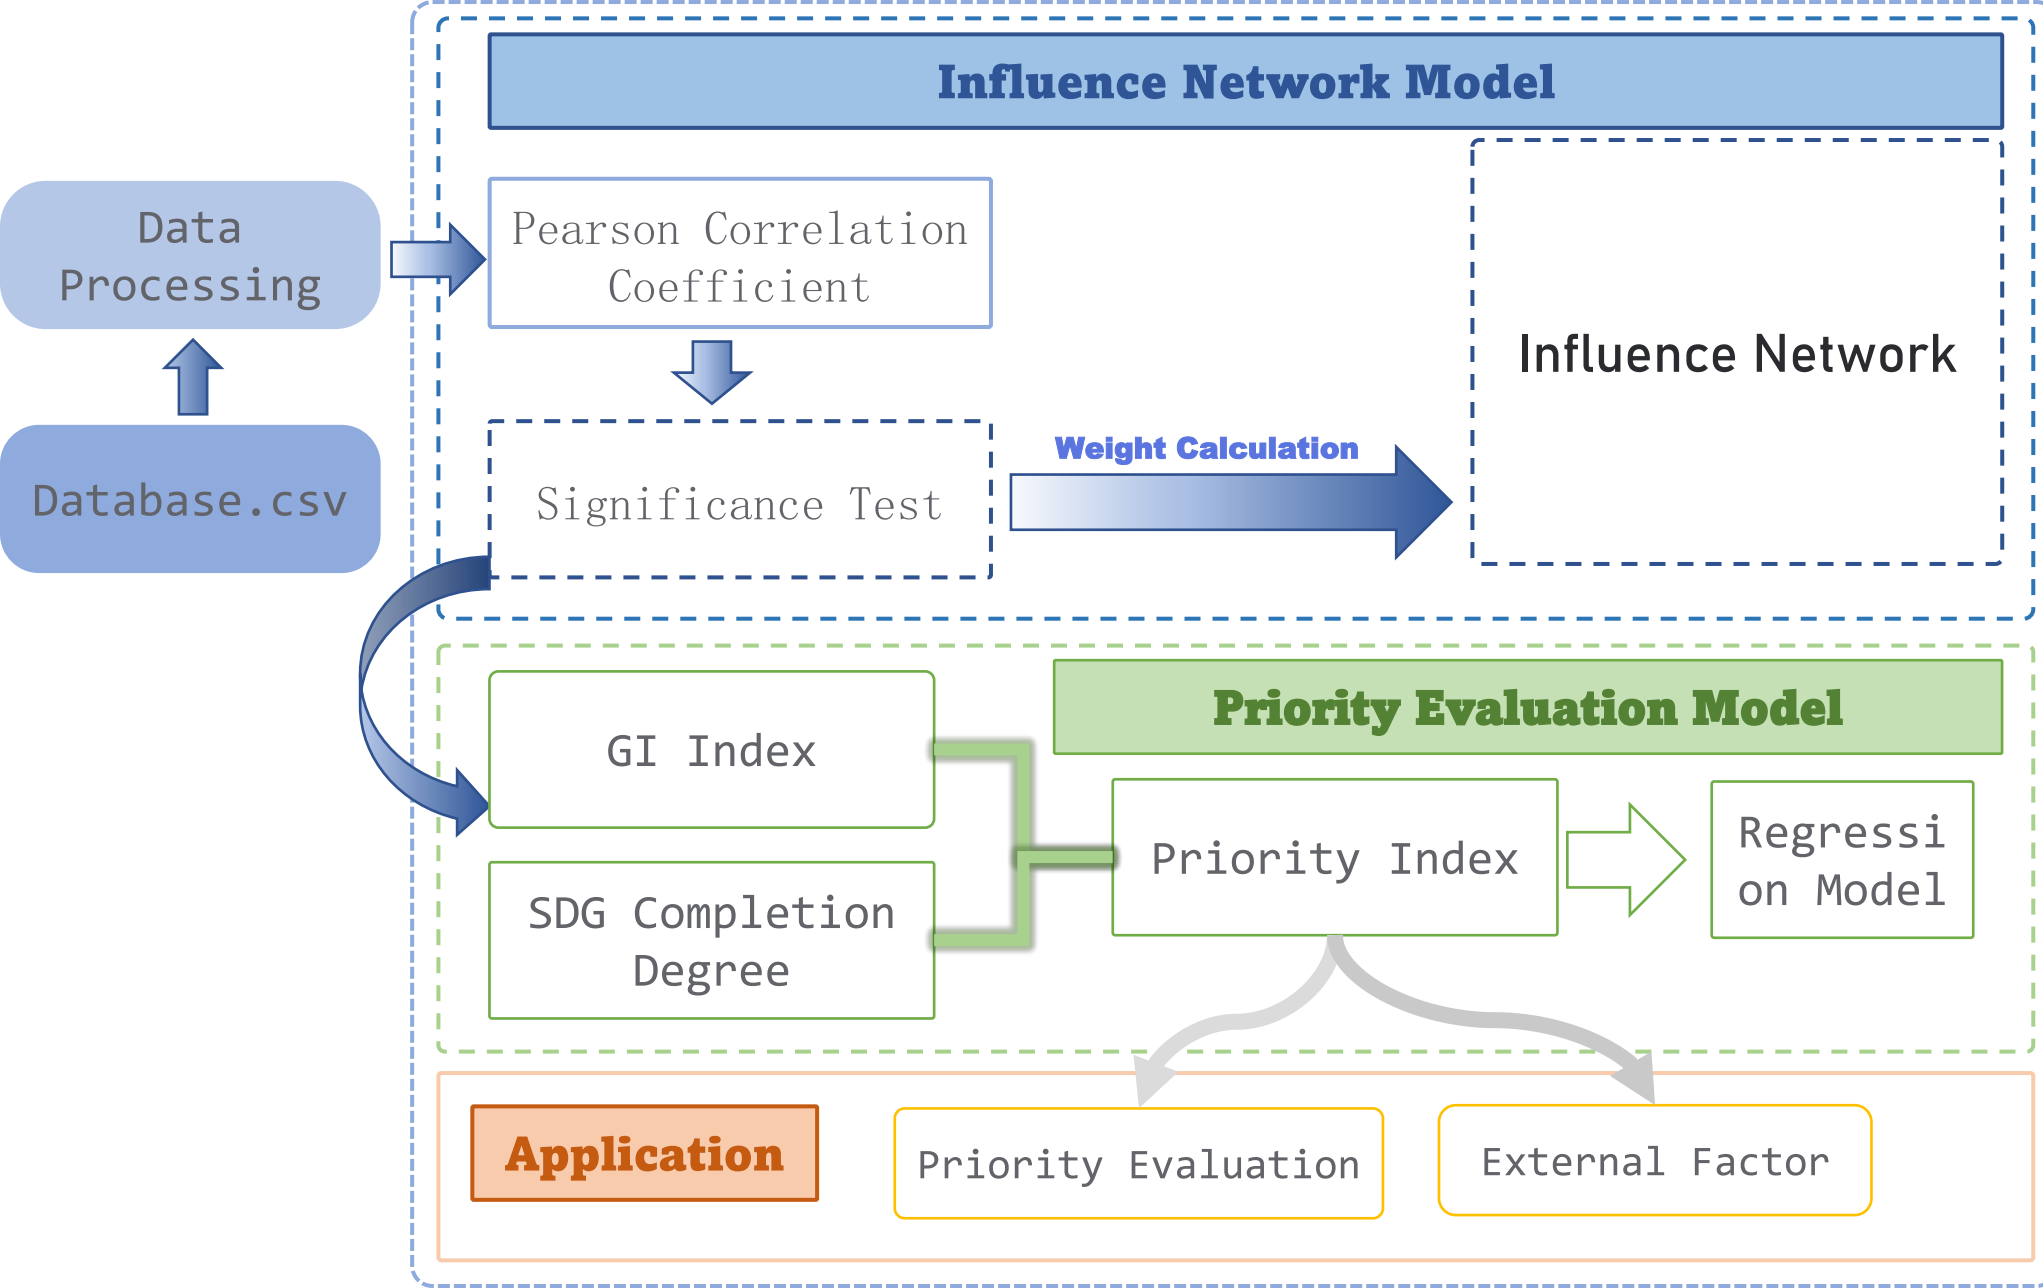 Influence Network Model
Data
Processing
Database.csv
Pearson Correlation
Coefficient
Significance Test
Weight Calculation
Influence Network
Priority Evaluation Model
GI Index
SDG Completion
Degree
Priority Index
Regressi
on Model
Application
Priority Evaluation
External Factor